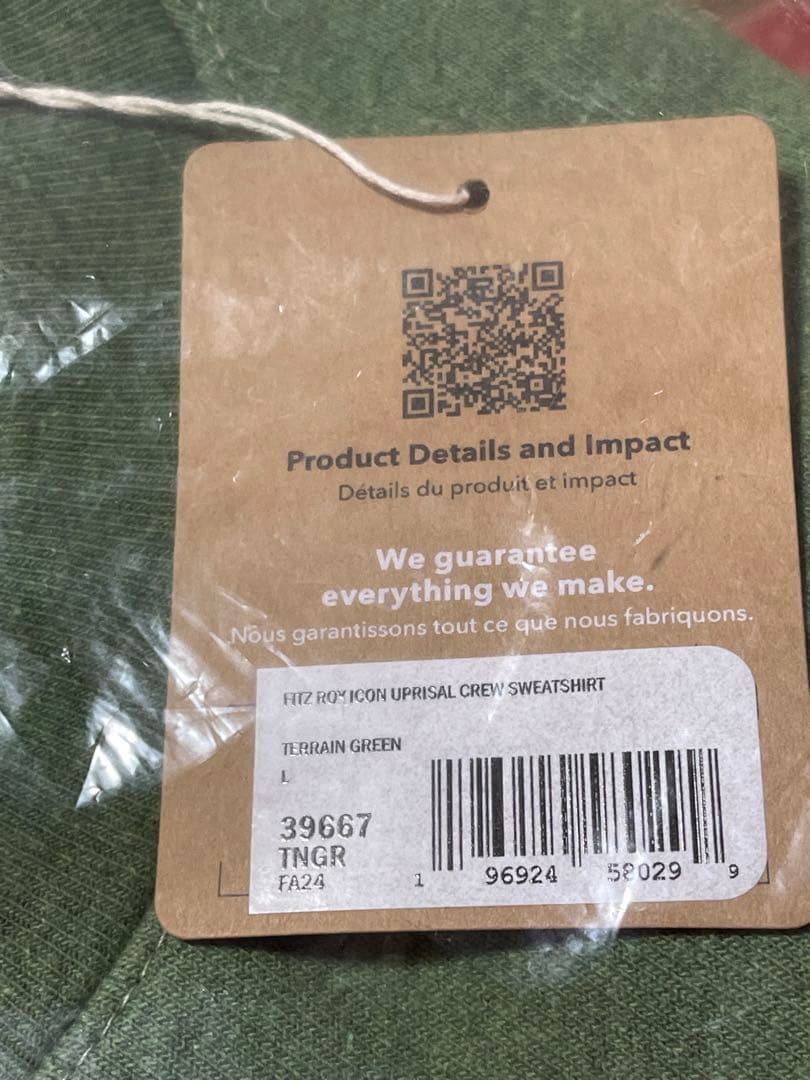 Product Details and Impact
Détails du produit et impact
We guarantee
everything we make.
Nous garantissons tout ce que nous fabriquons.
FITZ ROY ICON UPRISAL CREW SWEATSHIRT
TERRAIN GREEN
L
39667
TNGR
FA24
1 96924 58029 9